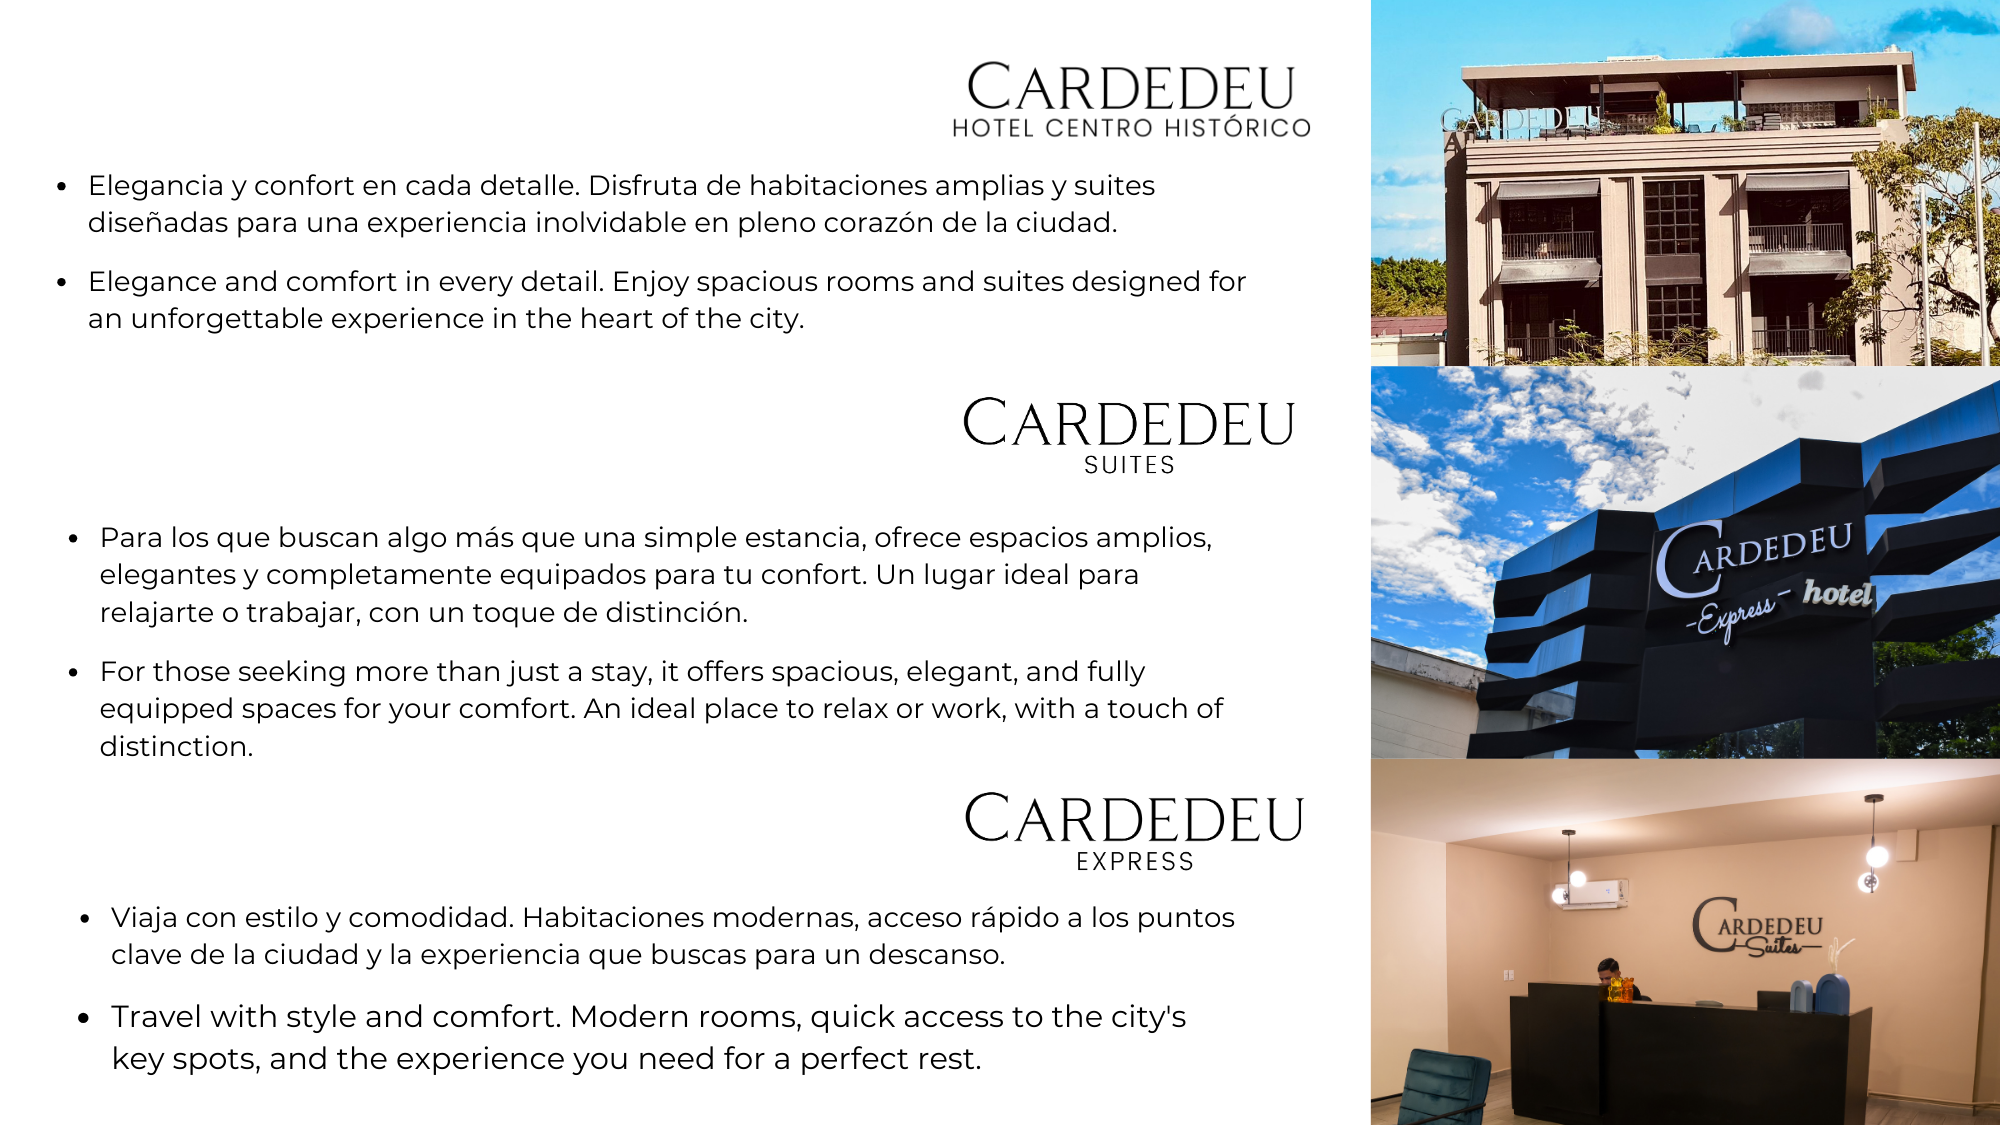 CARDEDEU
HOTEL CENTRO HISTÓRICO
• Elegancia y confort en cada detalle. Disfruta de habitaciones amplias y suites
diseñadas para una experiencia inolvidable en pleno corazón de la ciudad.
• Elegance and comfort in every detail. Enjoy spacious rooms and suites designed for
an unforgettable experience in the heart of the city.
CARDEDEU
CARDEDEU
SUITES
• Para los que buscan algo más que una simple estancia, ofrece espacios amplios,
elegantes y completamente equipados para tu confort. Un lugar ideal para
relajarte o trabajar, con un toque de distinción.
• For those seeking more than just a stay, it offers spacious, elegant, and fully
equipped spaces for your comfort. An ideal place to relax or work, with a touch of
distinction.
CARDEDEU
-Express- hotel
CARDEDEU
EXPRESS
• Viaja con estilo y comodidad. Habitaciones modernas, acceso rápido a los puntos
clave de la ciudad y la experiencia que buscas para un descanso.
• Travel with style and comfort. Modern rooms, quick access to the city's
key spots, and the experience you need for a perfect rest.
CARDEDEU
Suites